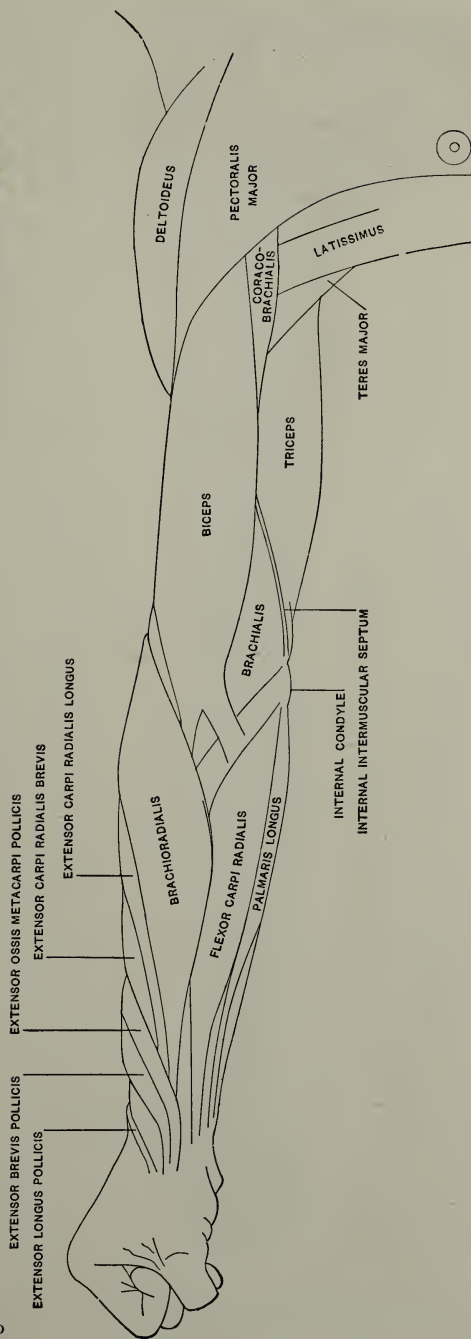 EXTENSOR BREVIS POLLICIS
EXTENSOR LONGUS POLLICIS
EXTENSOR OSSIS METACARPI POLLICIS
EXTENSOR CARPI RADIALIS BREVIS
EXTENSOR CARPI RADIALIS LONGUS
DELTOIDEUS
PECTORALIS
MAJOR
BICEPS
CORACO-
BRACHIALIS
LATISSIMUS
BRACHIORADIALIS
BRACHIALIS
TRICEPS
TERES MAJOR
FLEXOR CARPI RADIALIS
PALMARIS LONGUS
INTERNAL CONDYLE
INTERNAL INTERMUSCULAR SEPTUM